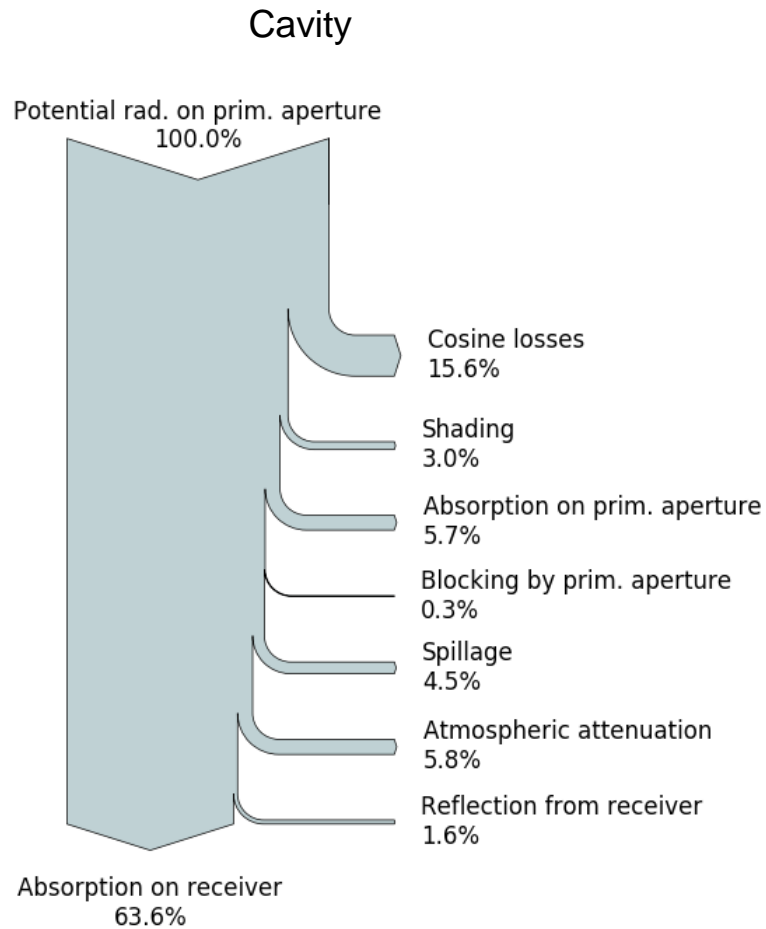 Cavity
Potential rad. on prim. aperture
100.0%
Cosine losses
15.6%
Shading
3.0%
Absorption on prim. aperture
5.7%
Blocking by prim. aperture
0.3%
Spillage
4.5%
Atmospheric attenuation
5.8%
Reflection from receiver
1.6%
Absorption on receiver
63.6%